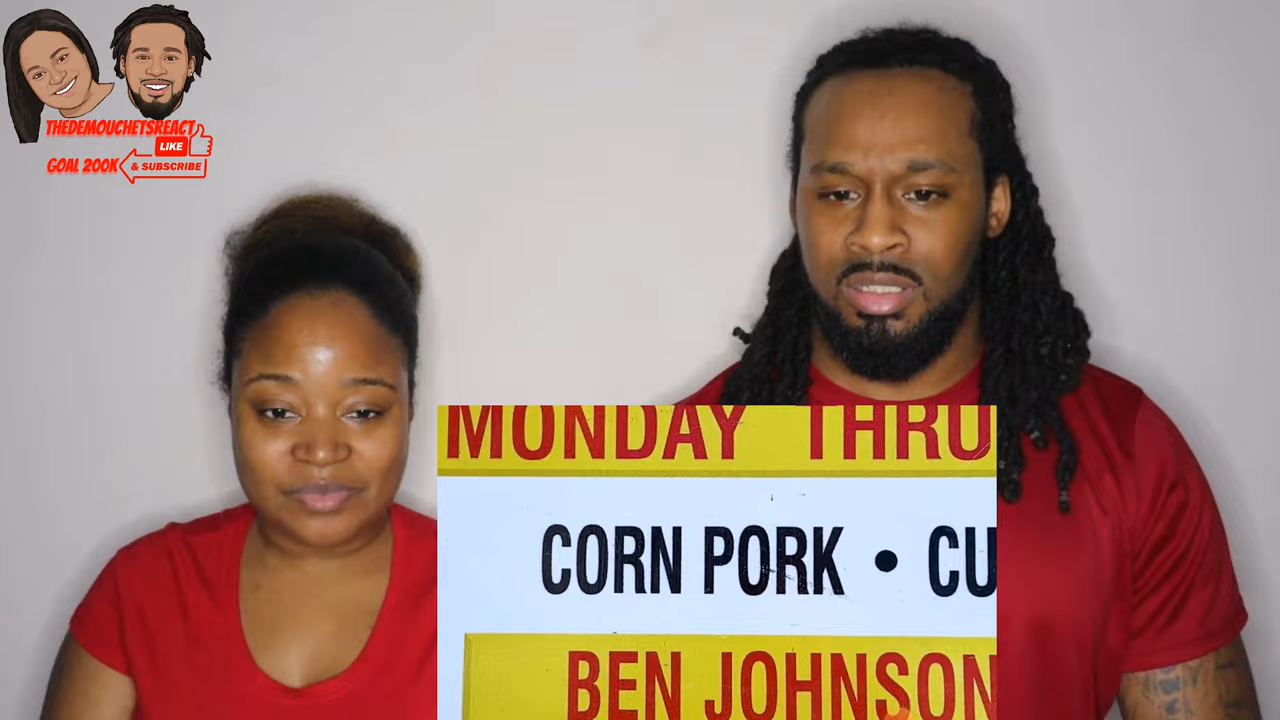 THEDEMOUCHETSREACT
LIKE
GOAL 200K & SUBSCRIBE
MONDAY THRU
CORN PORK • CU
BEN JOHNSON